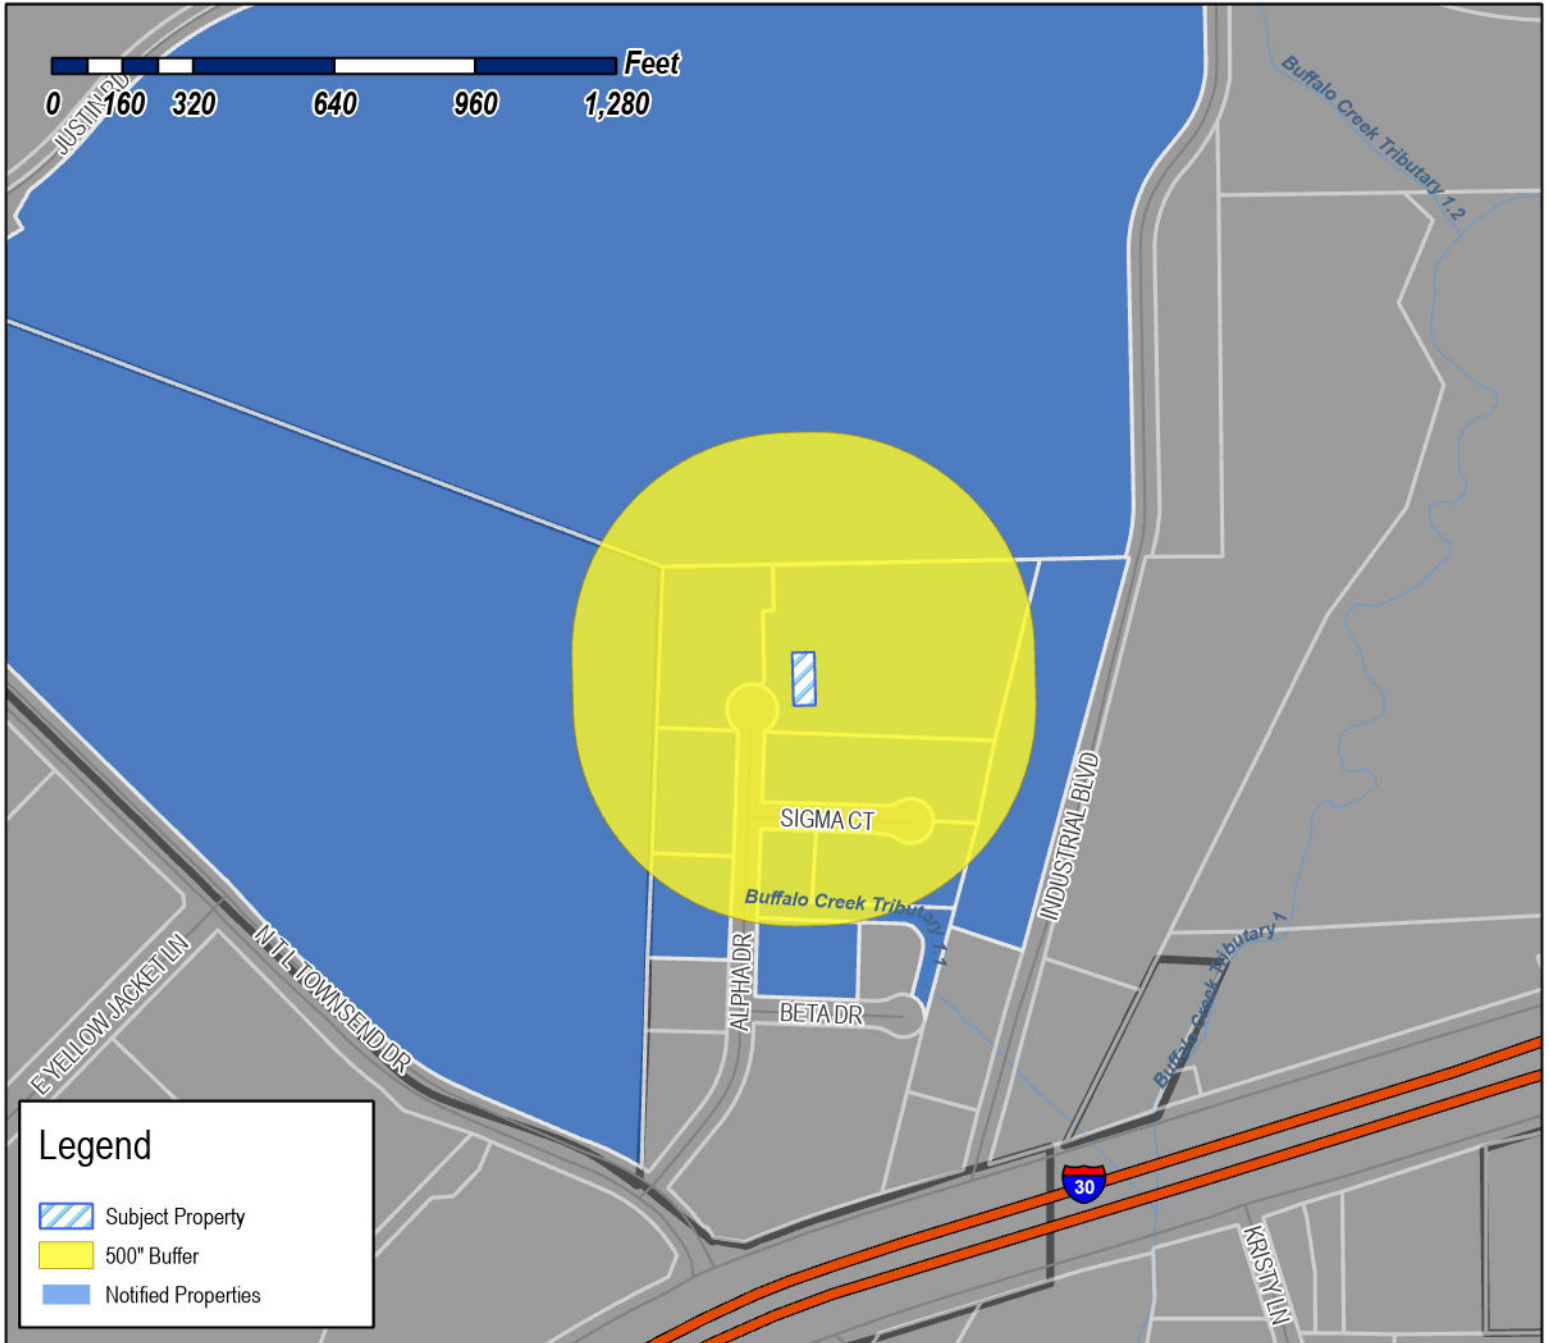 Feet
0 160 320 640 960 1,280
JUSTIN RD
Buffalo Creek Tributary 1.2
SIGMA CT
INDUSTRIAL BLVD
Buffalo Creek Tributary 1.1
ALPHA DR
BETA DR
N T L TOWNSEND DR
E YELLOW JACKET LN
Buffalo Creek Tributary 1
30
KRISTY LN
Legend
Subject Property
500" Buffer
Notified Properties